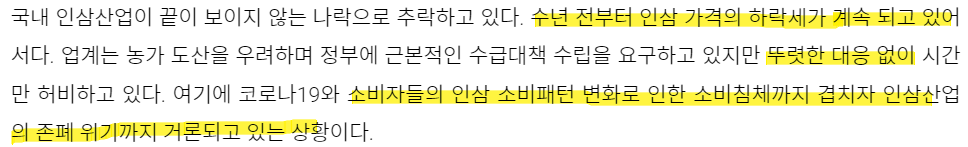 국내 인삼산업이 끝이 보이지 않는 나락으로 추락하고 있다. 수년 전부터 인삼 가격의 하락세가 계속 되고 있어
서다. 업계는 농가 도산을 우려하며 정부에 근본적인 수급대책 수립을 요구하고 있지만 뚜렷한 대응 없이 시간
만 허비하고 있다. 여기에 코로나19와 소비자들의 인삼 소비패턴 변화로 인한 소비침체까지 겹치자 인삼산업
의 존폐 위기까지 거론되고 있는 상황이다.